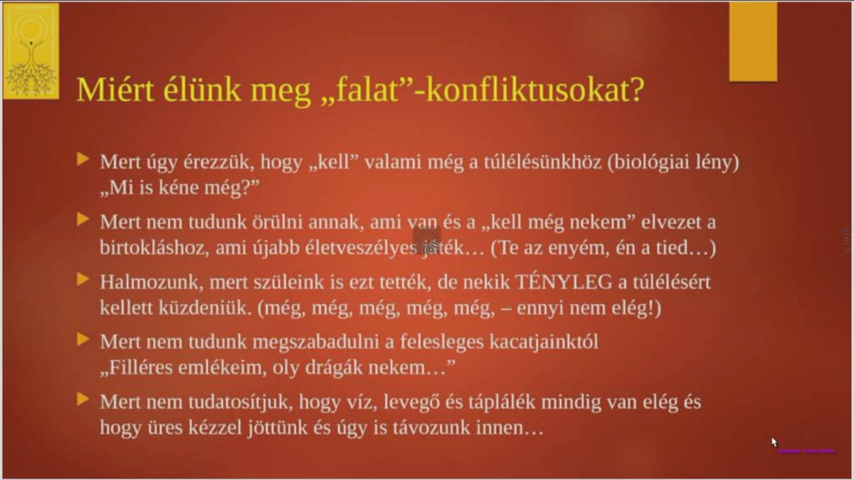 Miért élünk meg „falat”-konfliktusokat?
Mert úgy érezzük, hogy „kell” valami még a túlélésünkhöz (biológiai lény)
„Mi is kéne még?”
Mert nem tudunk örülni annak, ami van és a „kell még nekem” elvezet a
birtokláshoz, ami újabb életveszélyes játék… (Te az enyém, én a tied…)
Halmozunk, mert szüleink is ezt tették, de nekik TÉNYLEG a túlélésért
kellett küzdeniük. (még, még, még, még, még, – ennyi nem elég!)
Mert nem tudunk megszabadulni a felesleges kacatjainktól
„Filléres emlékeim, oly drágák nekem…”
Mert nem tudatosítjuk, hogy víz, levegő és táplálék mindig van elég és
hogy üres kézzel jöttünk és úgy is távozunk innen…